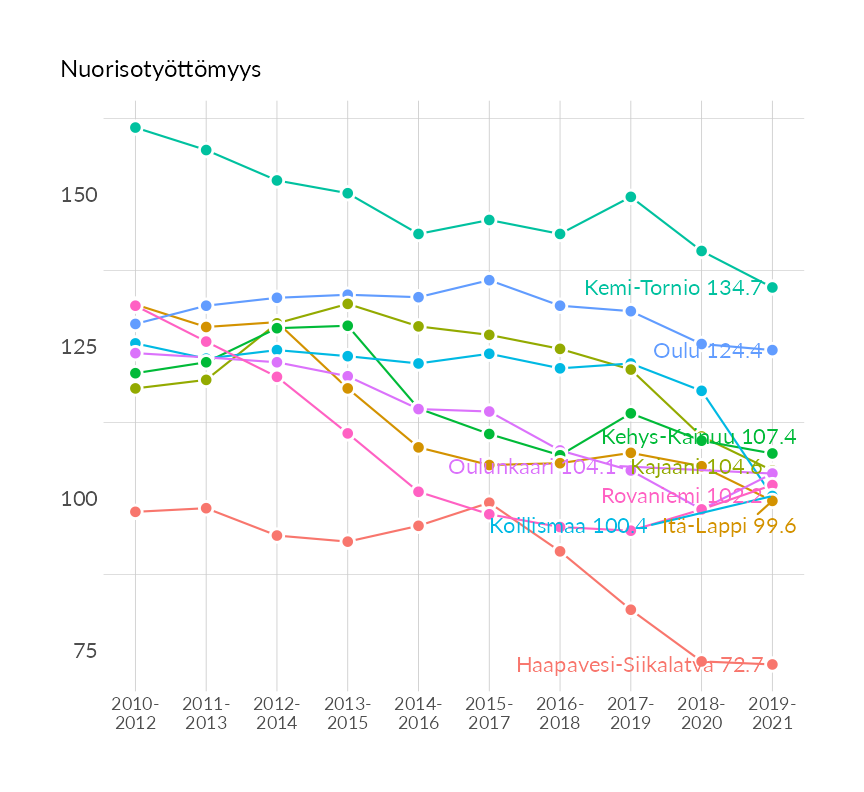 Nuorisotyöttömyys
150
125
100
75
Kemi-Tornio 134.7
Oulu 124.4
Kehys-Kainuu 107.4
Oulunkaari 104.1
Kajaani 104.6
Rovaniemi 102.2
Koillismaa 100.4
Itä-Lappi 99.6
Haapavesi-Siikalatva 72.7
2010- 2011- 2012- 2013- 2014- 2015- 2016- 2017- 2018- 2019-
2012 2013 2014 2015 2016 2017 2018 2019 2020 2021